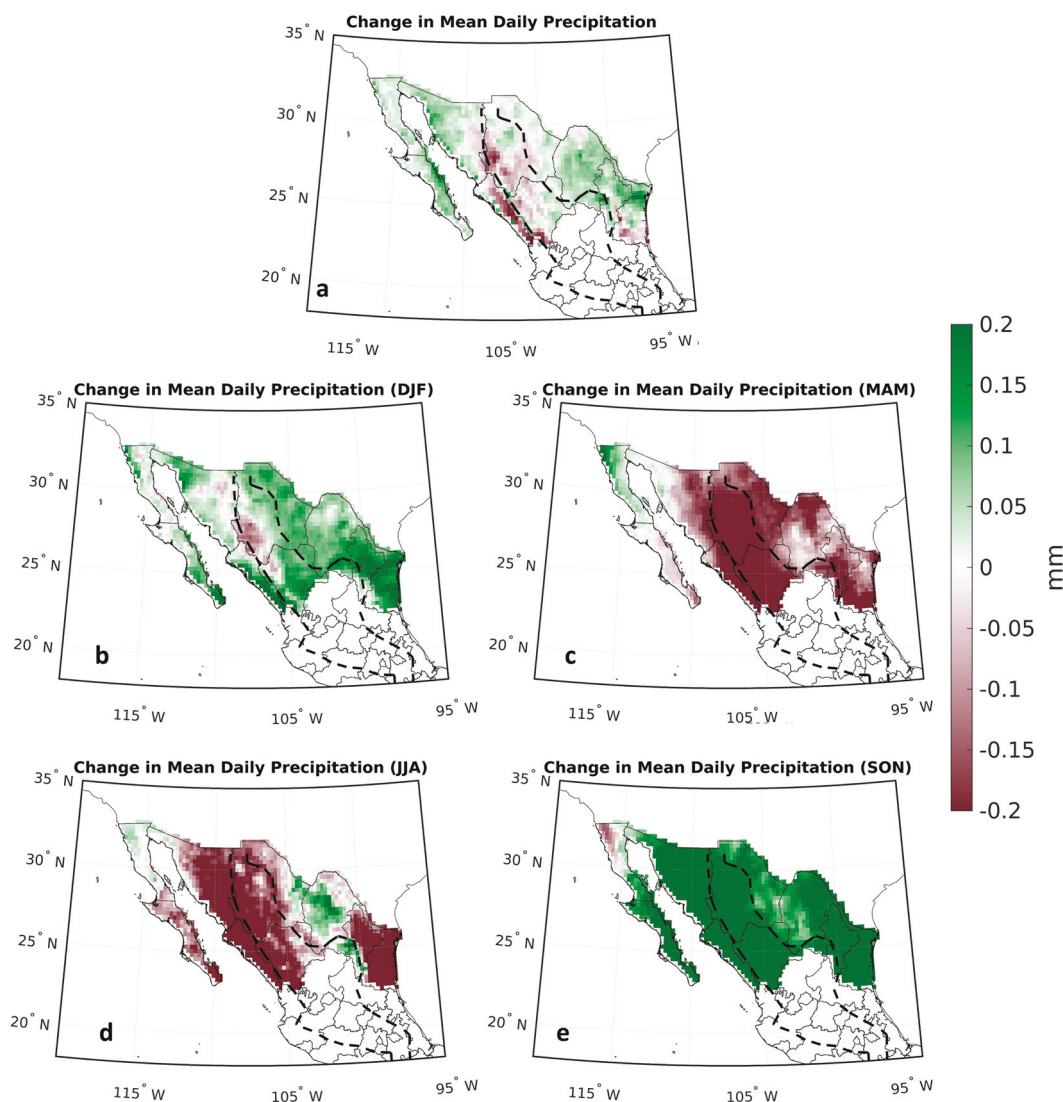 Change in Mean Daily Precipitation
35° N
30° N
25° N
20° N
a
115° W
105° W
95° W
Change in Mean Daily Precipitation (DJF)
35° N
30° N
25° N
20° N
b
115° W
105° W
95° W
Change in Mean Daily Precipitation (MAM)
35° N
30° N
25° N
20° N
c
115° W
105° W
95° W
0.2
0.15
0.1
0.05
0
-0.05
-0.1
-0.15
-0.2
mm
Change in Mean Daily Precipitation (JJA)
35° N
30° N
25° N
20° N
d
115° W
105° W
95° W
Change in Mean Daily Precipitation (SON)
35° N
30° N
25° N
20° N
e
115° W
105° W
95° W